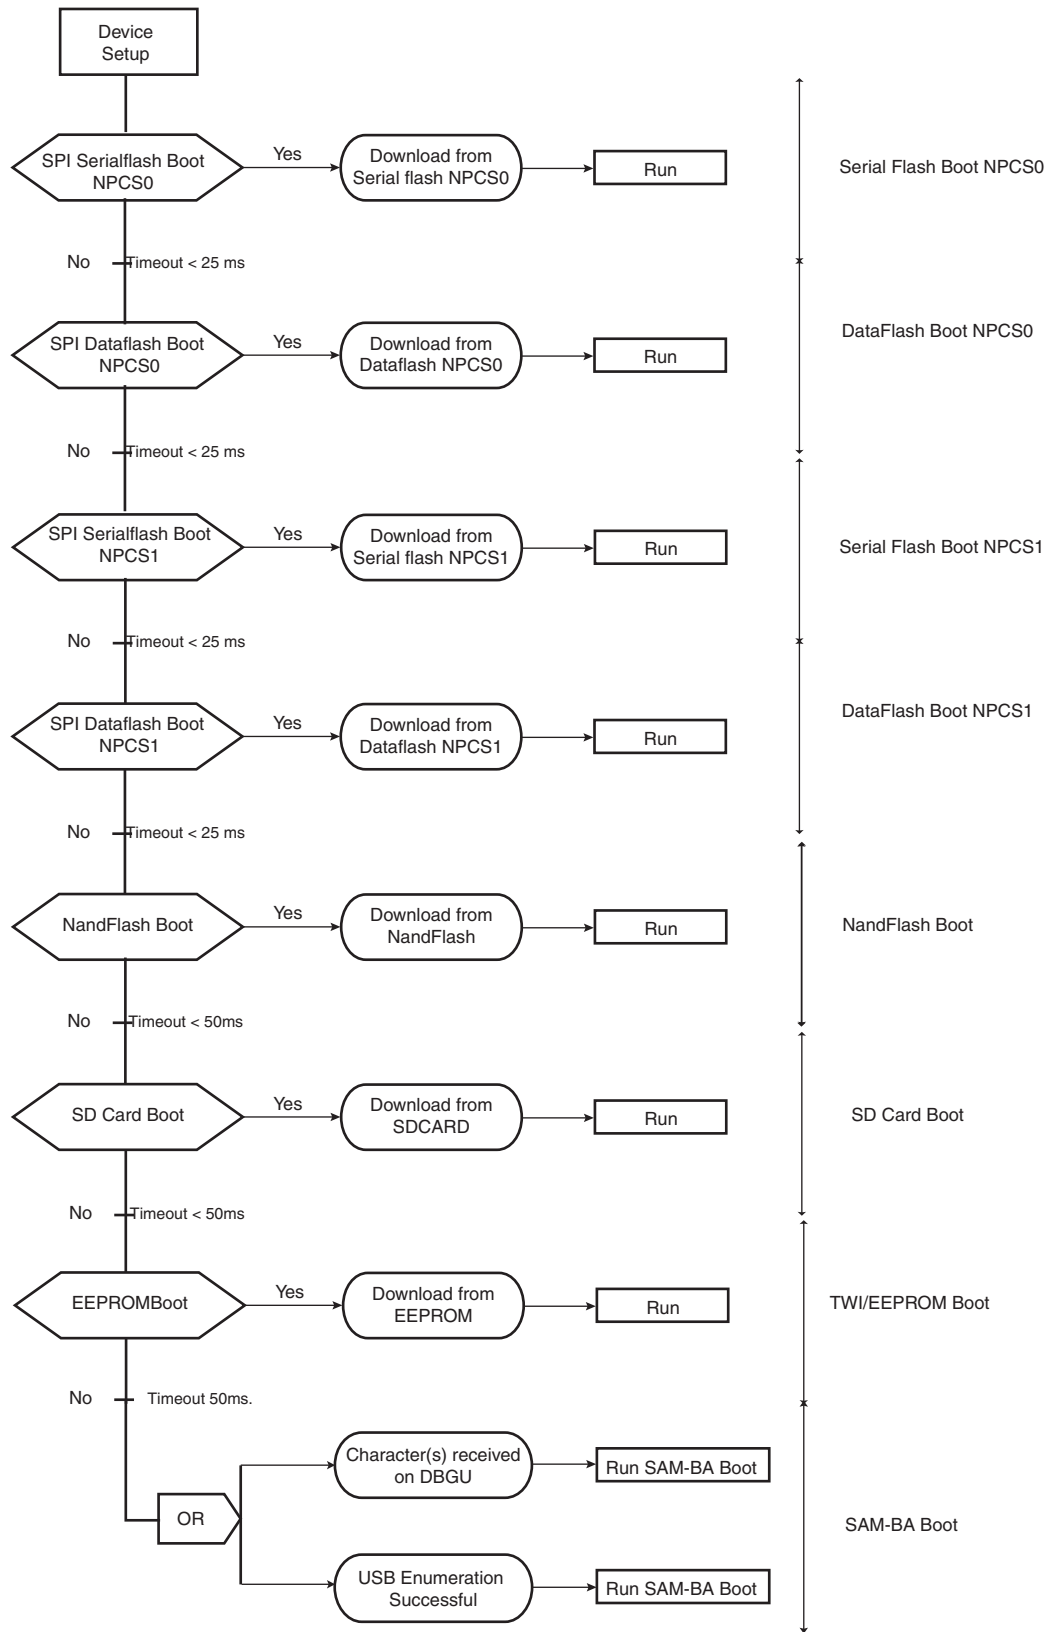 Device
Setup
SPI Serialflash Boot
NPCS0
Yes
Download from
Serial flash NPCS0
Run
Serial Flash Boot NPCS0
No
Timeout < 25 ms
SPI Dataflash Boot
NPCS0
Yes
Download from
Dataflash NPCS0
Run
DataFlash Boot NPCS0
No
Timeout < 25 ms
SPI Serialflash Boot
NPCS1
Yes
Download from
Serial flash NPCS1
Run
Serial Flash Boot NPCS1
No
Timeout < 25 ms
SPI Dataflash Boot
NPCS1
Yes
Download from
Dataflash NPCS1
Run
DataFlash Boot NPCS1
No
Timeout < 25 ms
NandFlash Boot
Yes
Download from
NandFlash
Run
NandFlash Boot
No
Timeout < 50ms
SD Card Boot
Yes
Download from
SDCARD
Run
SD Card Boot
No
Timeout < 50ms
EEPROMBoot
Yes
Download from
EEPROM
Run
TWI/EEPROM Boot
No
Timeout 50ms.
Character(s) received
on DBGU
Run SAM-BA Boot
OR
SAM-BA Boot
USB Enumeration
Successful
Run SAM-BA Boot